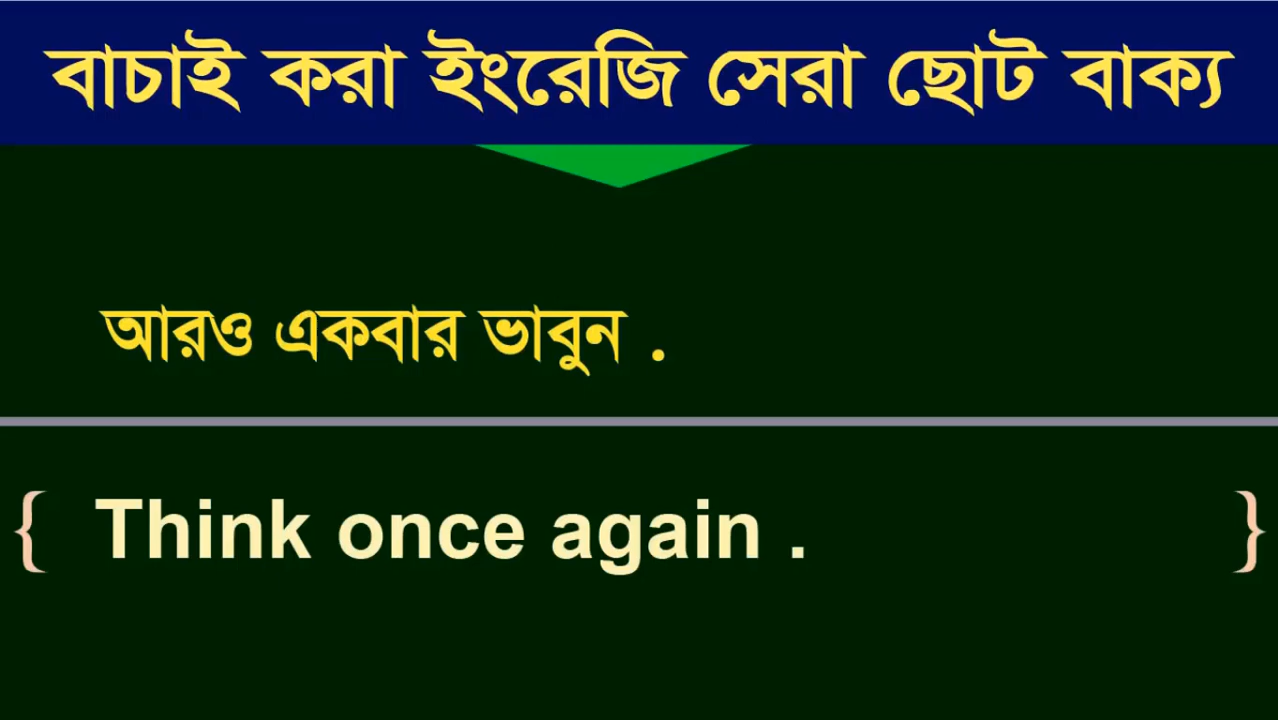 বাচাই করা ইংরেজি সেরা ছোট বাক্য
আরও একবার ভাবুন .
{ Think once again . }